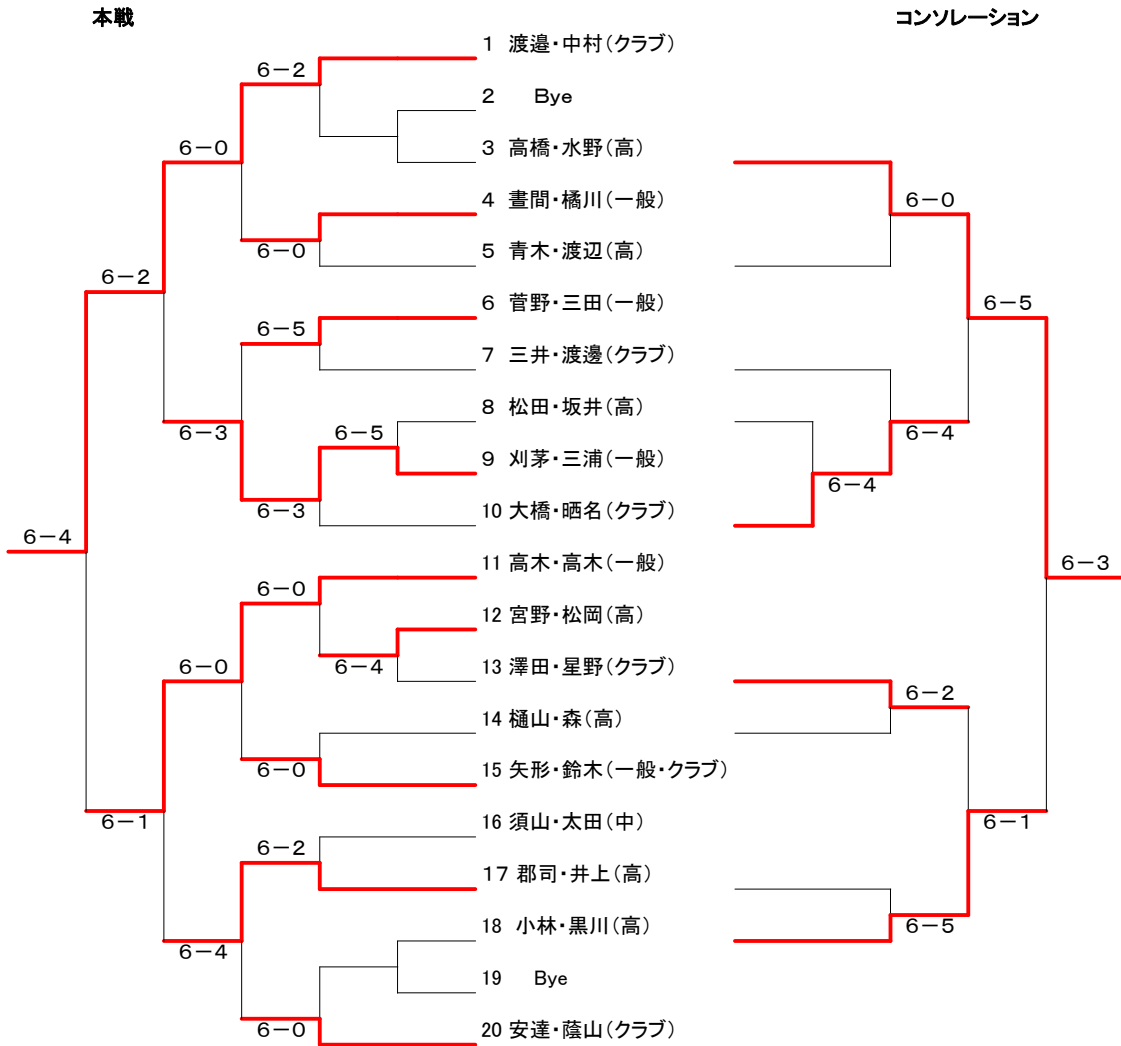 本戦
コンソレーション
1 渡邉・中村(クラブ)
6-2
2 Bye
6-0
3 高橋・水野(高)
4 晝間・橘川(一般)
6-0
6-0
5 青木・渡辺(高)
6-2
6 菅野・三田(一般)
6-5
6-5
7 三井・渡邊(クラブ)
8 松田・坂井(高)
6-3
6-5
6-4
9 刈茅・三浦(一般)
6-4
6-3
10 大橋・晒名(クラブ)
6-4
11 高木・高木(一般)
6-3
6-0
12 宮野・松岡(高)
6-0
6-4
13 澤田・星野(クラブ)
6-2
14 樋山・森(高)
6-0
15 矢形・鈴木(一般・クラブ)
6-1
16 須山・太田(中)
6-1
6-2
17 郡司・井上(高)
18 小林・黒川(高)
6-4
6-5
19 Bye
6-0
20 安達・蔭山(クラブ)